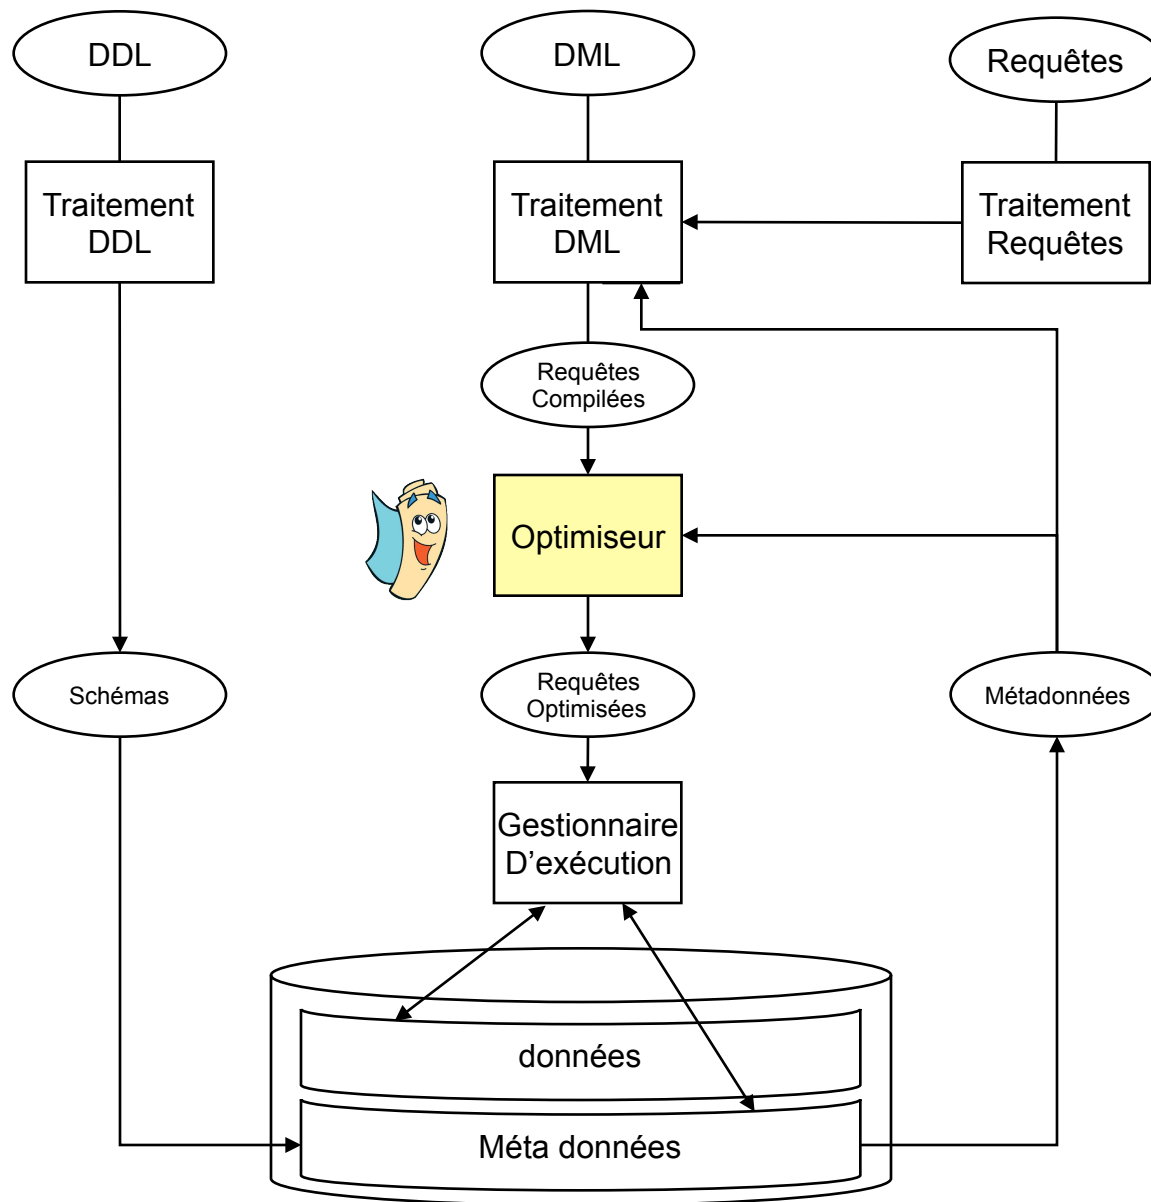 DDL
DML
Requêtes
Traitement
DDL
Traitement
DML
Traitement
Requêtes
Requêtes
Compilées
Optimiseur
Schémas
Requêtes
Optimisées
Métadonnées
Gestionnaire
D’exécution
données
Méta données